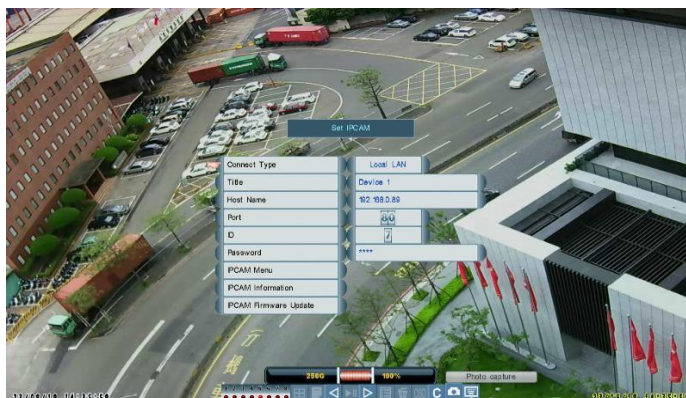 Set IPCAM
Connect Type
Local LAN
Title
Device 1
Host Name
192.168.0.89
Port
80
ID
Password
****
IPCAM Menu
IPCAM Information
IPCAM Firmware Update
250G
100%
Photo capture